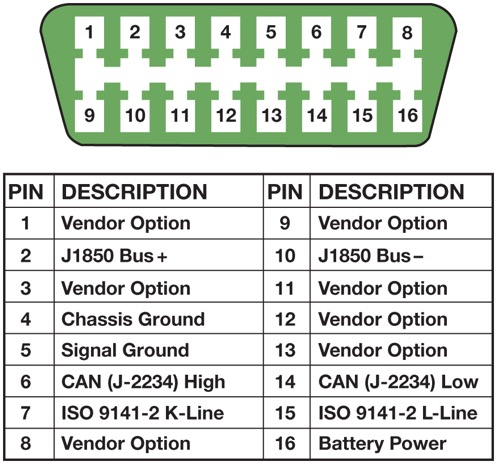 1 2 3 4 5 6 7 8
9 10 11 12 13 14 15 16
PIN DESCRIPTION PIN DESCRIPTION
1 Vendor Option 9 Vendor Option
2 J1850 Bus+ 10 J1850 Bus–
3 Vendor Option 11 Vendor Option
4 Chassis Ground 12 Vendor Option
5 Signal Ground 13 Vendor Option
6 CAN (J-2234) High 14 CAN (J-2234) Low
7 ISO 9141-2 K-Line 15 ISO 9141-2 L-Line
8 Vendor Option 16 Battery Power